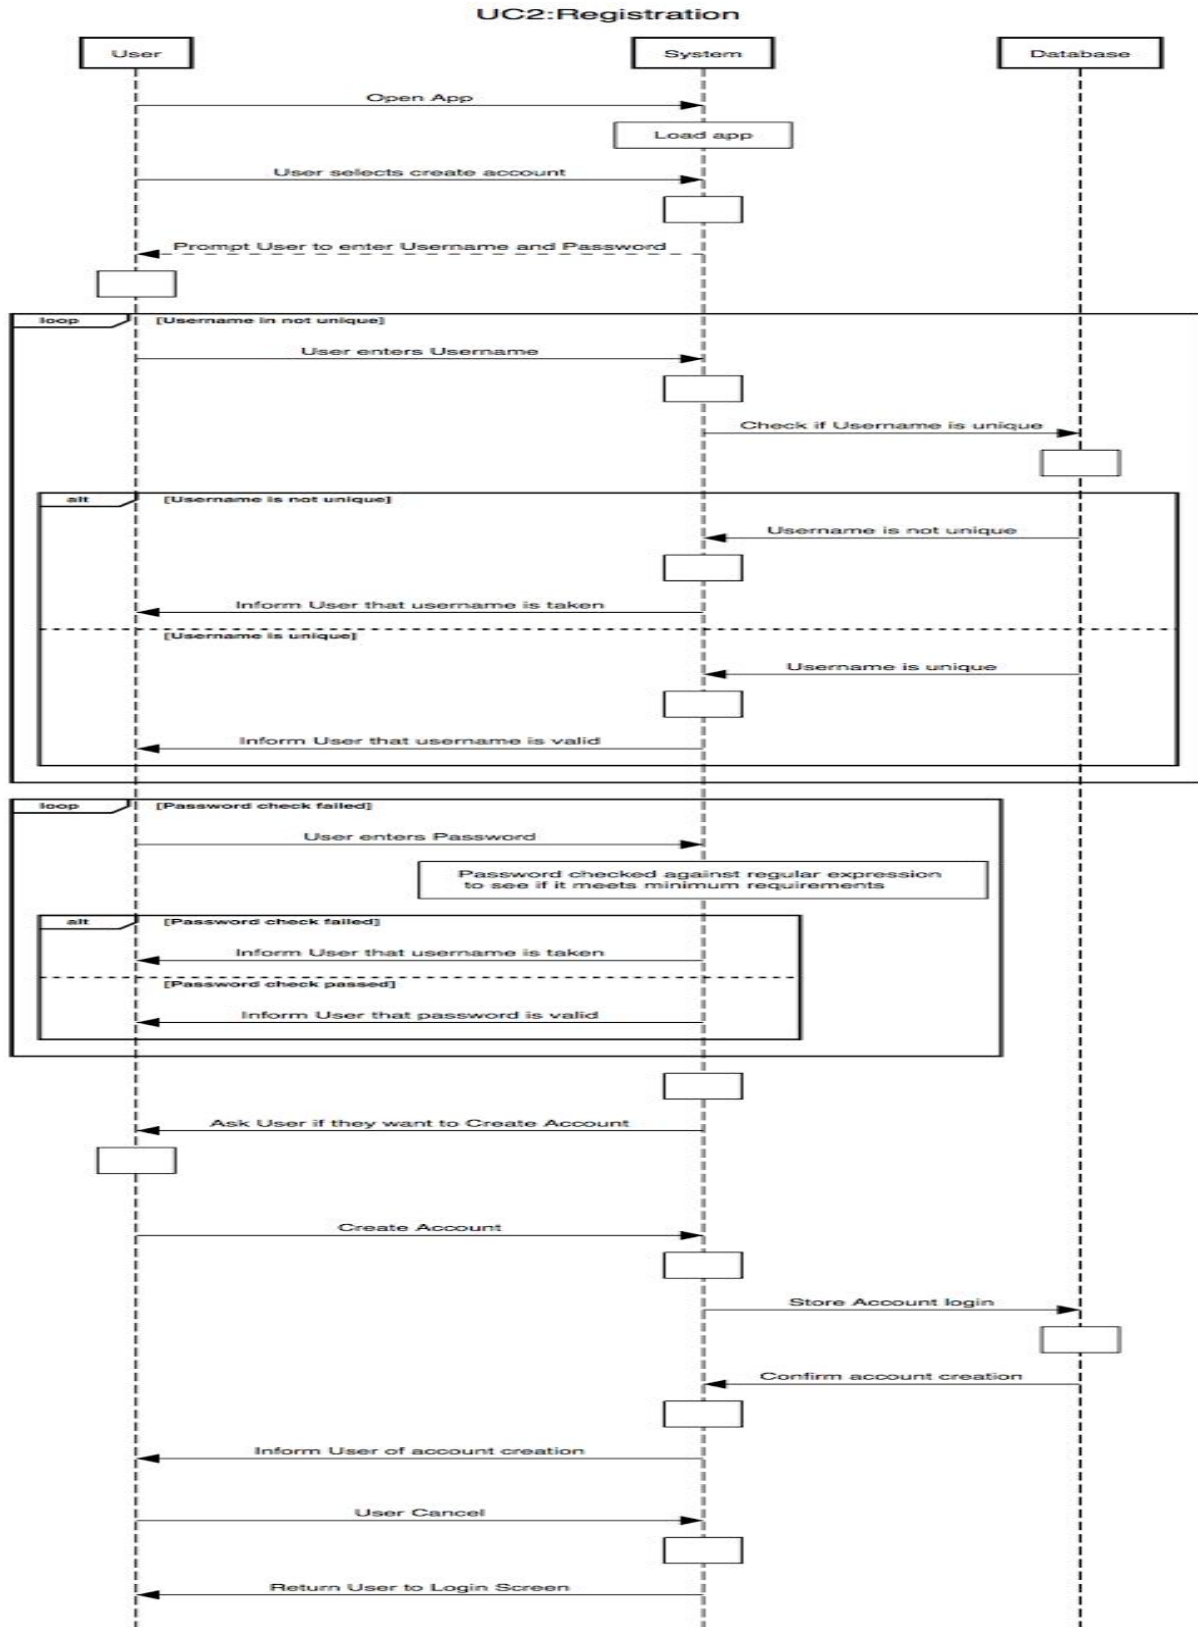 UC2:Registration
User
System
Database
Open App
Load app
User selects create account
Prompt User to enter Username and Password
loop
[Username in not unique]
User enters Username
Check if Username is unique
alt
[Username is not unique]
Username is not unique
Inform User that username is taken
[Username is unique]
Username is unique
Inform User that username is valid
loop
[Password check failed]
User enters Password
Password checked against regular expression
to see if it meets minimum requirements
alt
[Password check failed]
Inform User that username is taken
[Password check passed]
Inform User that password is valid
Ask User if they want to Create Account
Create Account
Store Account login
Confirm account creation
Inform User of account creation
User Cancel
Return User to Login Screen